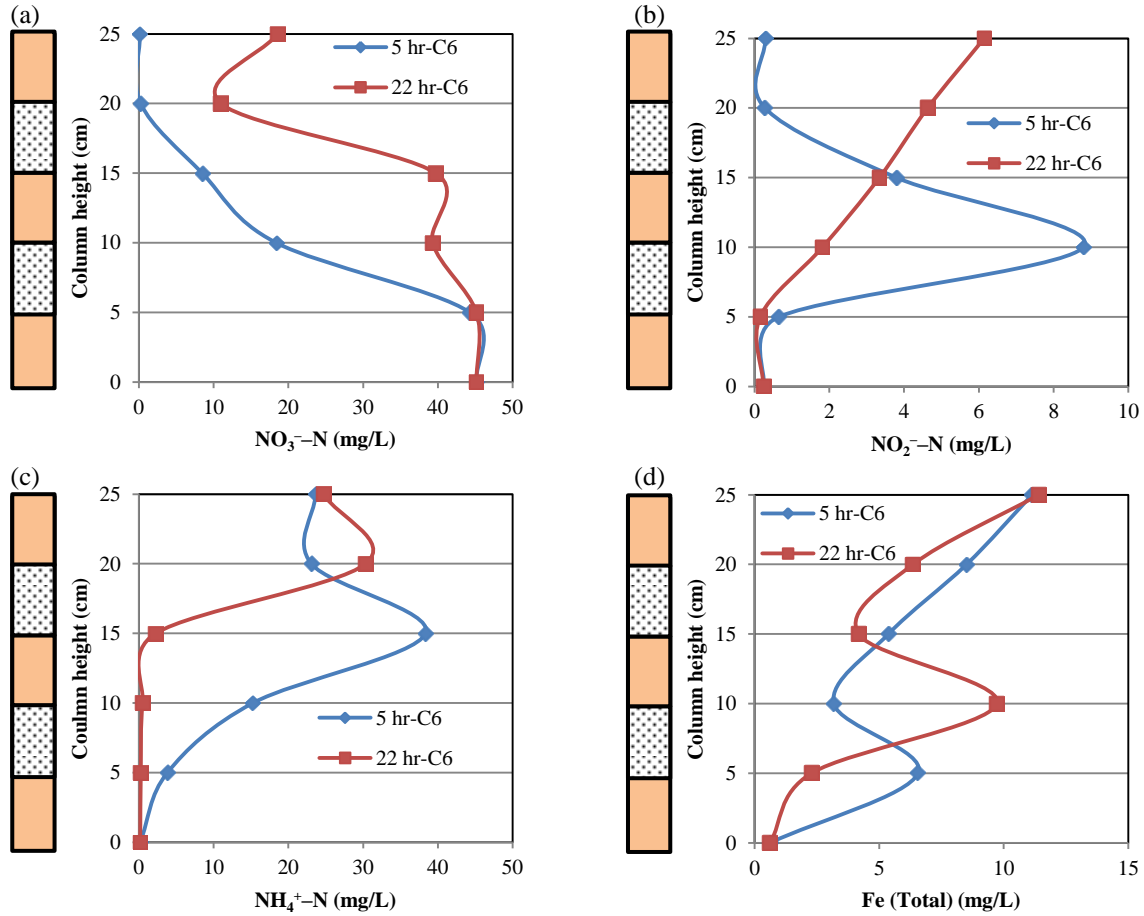 (a)
Column height (cm)
25
20
15
10
5
0
5 hr-C6
22 hr-C6
0
10
20
30
40
50
NO₃⁻–N (mg/L)
(b)
Column height (cm)
25
20
15
10
5
0
5 hr-C6
22 hr-C6
0
2
4
6
8
10
NO₂⁻–N (mg/L)
(c)
Coulmn height (cm)
25
20
15
10
5
0
5 hr-C6
22 hr-C6
0
10
20
30
40
50
NH₄⁺–N (mg/L)
(d)
Column height (cm)
25
20
15
10
5
0
5 hr-C6
22 hr-C6
0
5
10
15
Fe (Total) (mg/L)